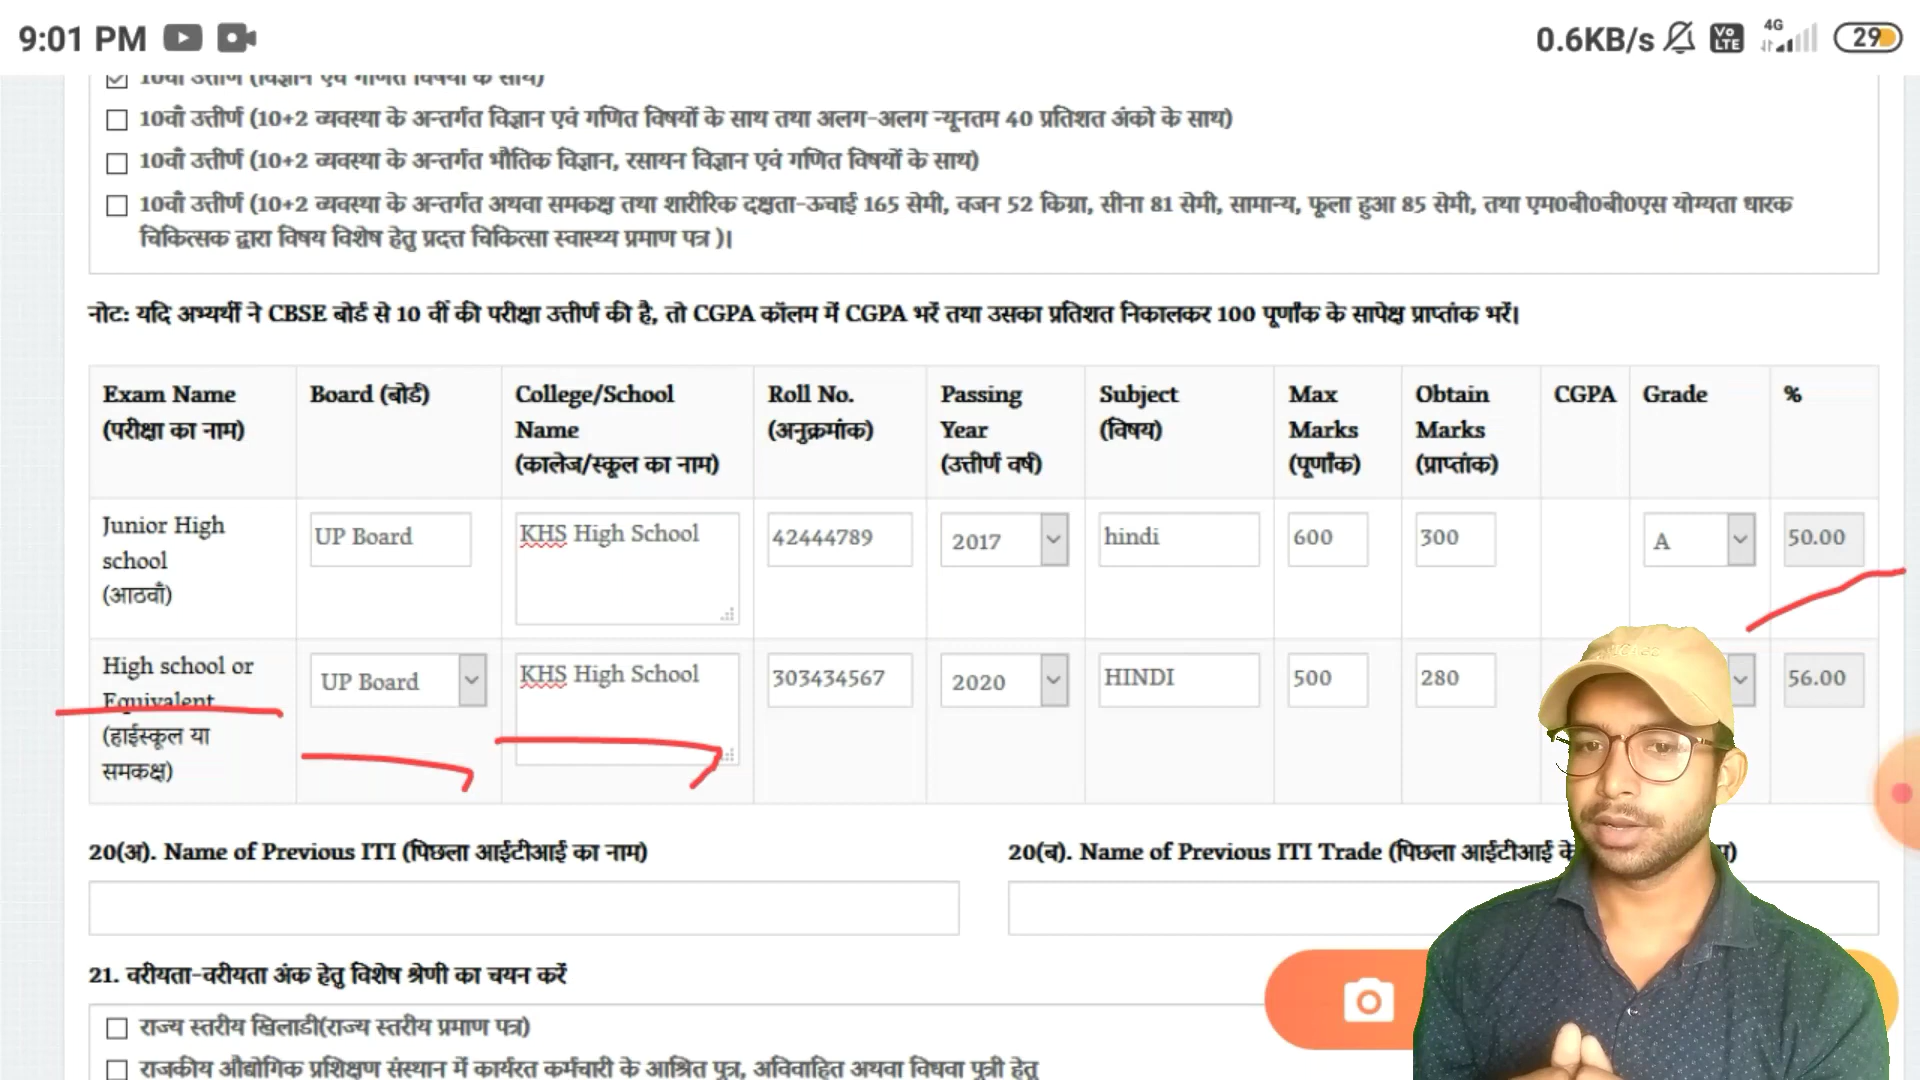 9:01 PM 0.6KB/s Vo LTE 4G 29
10वाँ उत्तीर्ण (विज्ञान एवं गणित विषयों के साथ)
10वाँ उत्तीर्ण (10+2 व्यवस्था के अन्तर्गत विज्ञान एवं गणित विषयों के साथ तथा अलग-अलग न्यूनतम 40 प्रतिशत अंको के साथ)
10वाँ उत्तीर्ण (10+2 व्यवस्था के अन्तर्गत भौतिक विज्ञान, रसायन विज्ञान एवं गणित विषयों के साथ)
10वाँ उत्तीर्ण (10+2 व्यवस्था के अन्तर्गत अथवा समकक्ष तथा शारीरिक दक्षता-ऊचाई 165 सेमी, वजन 52 किग्रा, सीना 81 सेमी, सामान्य, फूला हुआ 85 सेमी, तथा एम0बी0बी0एस योग्यता धारक
चिकित्सक द्वारा विषय विशेष हेतु प्रदत्त चिकित्सा स्वास्थ्य प्रमाण पत्र )।
नोट: यदि अभ्यर्थी ने CBSE बोर्ड से 10 वीं की परीक्षा उत्तीर्ण की है, तो CGPA कॉलम में CGPA भरें तथा उसका प्रतिशत निकालकर 100 पूर्णांक के सापेक्ष प्राप्तांक भरें।
Exam Name Board (बोर्ड) College/School Roll No. Passing Subject Max Obtain CGPA Grade %
(परीक्षा का नाम) Name (अनुक्रमांक) Year (विषय) Marks Marks
(कालेज/स्कूल का नाम) (उत्तीर्ण वर्ष) (पूर्णांक) (प्राप्तांक)
Junior High UP Board KHS High School 42444789 2017 hindi 600 300 A 50.00
school
(आठवाँ)
High school or UP Board KHS High School 303434567 2020 HINDI 500 280 56.00
Equivalent
(हाईस्कूल या
समकक्ष)
20(अ). Name of Previous ITI (पिछला आईटीआई का नाम) 20(ब). Name of Previous ITI Trade (पिछला आईटीआई
21. वरीयता-वरीयता अंक हेतु विशेष श्रेणी का चयन करें
राज्य स्तरीय खिलाडी(राज्य स्तरीय प्रमाण पत्र)
राजकीय औद्योगिक प्रशिक्षण संस्थान में कार्यरत कर्मचारी के आश्रित पुत्र, अविवाहित अथवा विधवा पुत्री हेतु